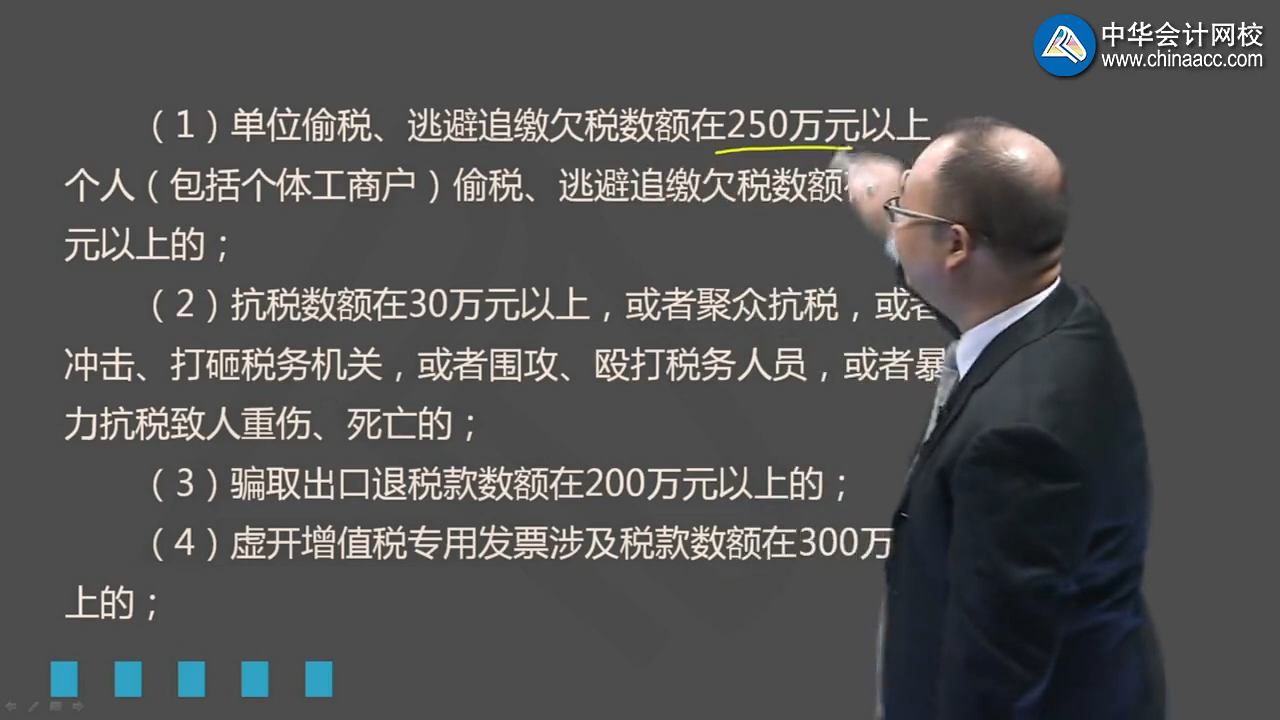 中华会计网校
www.chinaacc.com
（1）单位偷税、逃避追缴欠税数额在250万元以上
个人（包括个体工商户）偷税、逃避追缴欠税数额
元以上的；
（2）抗税数额在30万元以上，或者聚众抗税，或者
冲击、打砸税务机关，或者围攻、殴打税务人员，或者暴
力抗税致人重伤、死亡的；
（3）骗取出口退税款数额在200万元以上的；
（4）虚开增值税专用发票涉及税款数额在300万
上的；